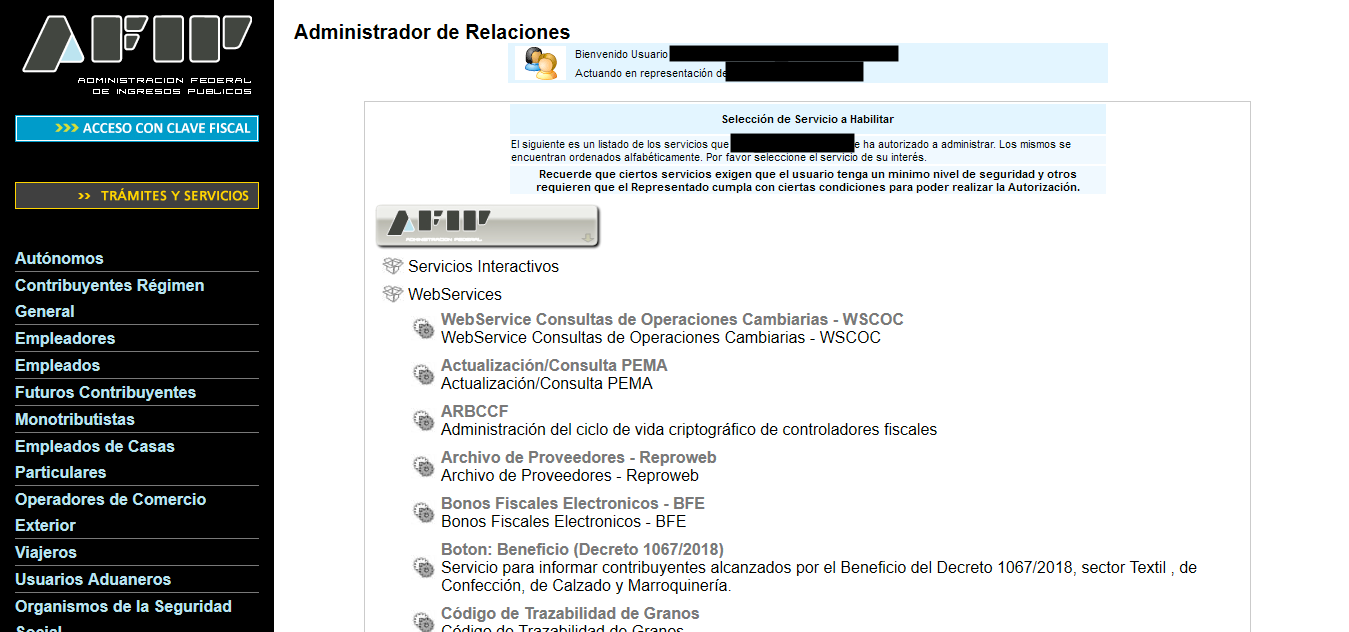 AFIP
ADMINISTRACION FEDERAL
DE INGRESOS PUBLICOS
>>> ACCESO CON CLAVE FISCAL
>> TRÁMITES Y SERVICIOS
Autónomos
Contribuyentes Régimen
General
Empleadores
Empleados
Futuros Contribuyentes
Monotributistas
Empleados de Casas
Particulares
Operadores de Comercio
Exterior
Viajeros
Usuarios Aduaneros
Organismos de la Seguridad
Social
Administrador de Relaciones
Bienvenido Usuario
Actuando en representación de
Selección de Servicio a Habilitar
El siguiente es un listado de los servicios que e ha autorizado a administrar. Los mismos se
encuentran ordenados alfabéticamente. Por favor seleccione el servicio de su interés.
Recuerde que ciertos servicios exigen que el usuario tenga un minimo nivel de seguridad y otros
requieren que el Representado cumpla con ciertas condiciones para poder realizar la Autorización.
AFIP
ADMINISTRACION FEDERAL
Servicios Interactivos
WebServices
WebService Consultas de Operaciones Cambiarias - WSCOC
WebService Consultas de Operaciones Cambiarias - WSCOC
Actualización/Consulta PEMA
Actualización/Consulta PEMA
ARBCCF
Administración del ciclo de vida criptográfico de controladores fiscales
Archivo de Proveedores - Reproweb
Archivo de Proveedores - Reproweb
Bonos Fiscales Electronicos - BFE
Bonos Fiscales Electronicos - BFE
Boton: Beneficio (Decreto 1067/2018)
Servicio para informar contribuyentes alcanzados por el Beneficio del Decreto 1067/2018, sector Textil , de
Confección, de Calzado y Marroquinería.
Código de Trazabilidad de Granos
Código de Trazabilidad de Granos